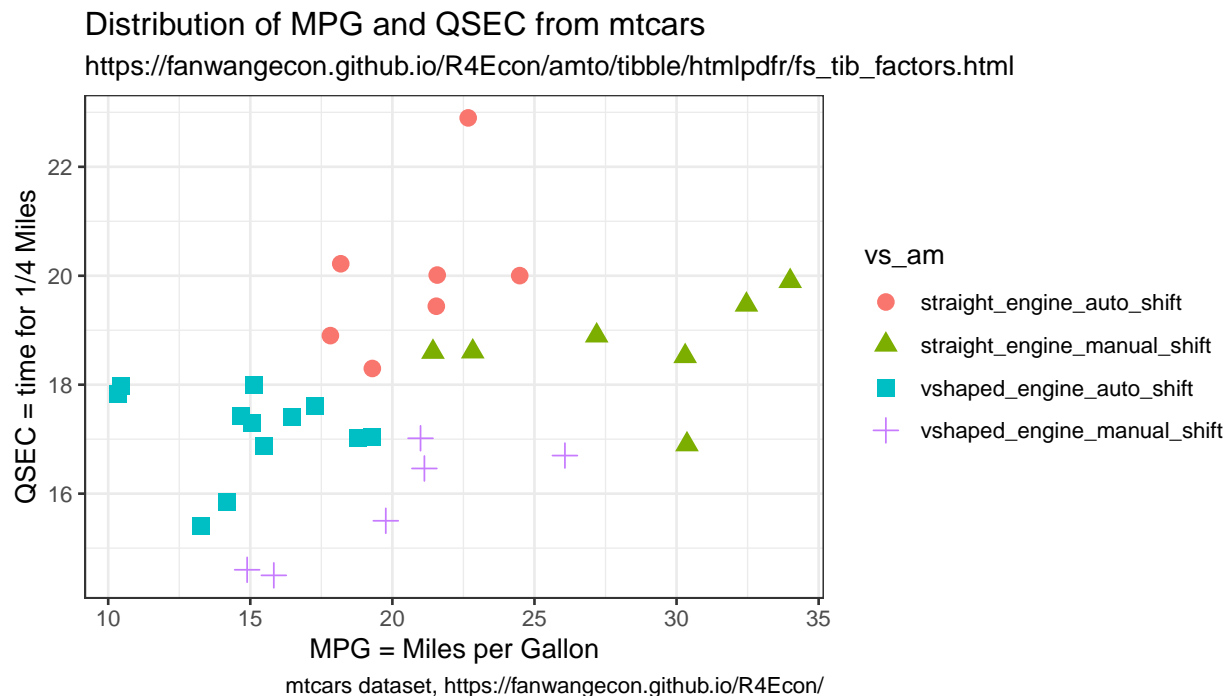 Distribution of MPG and QSEC from mtcars
https://fanwangecon.github.io/R4Econ/amto/tibble/htmlpdfr/fs_tib_factors.html
QSEC = time for 1/4 Miles
22
20
18
16
10 15 20 25 30 35
MPG = Miles per Gallon
mtcars dataset, https://fanwangecon.github.io/R4Econ/
vs_am
straight_engine_auto_shift
straight_engine_manual_shift
vshaped_engine_auto_shift
vshaped_engine_manual_shift